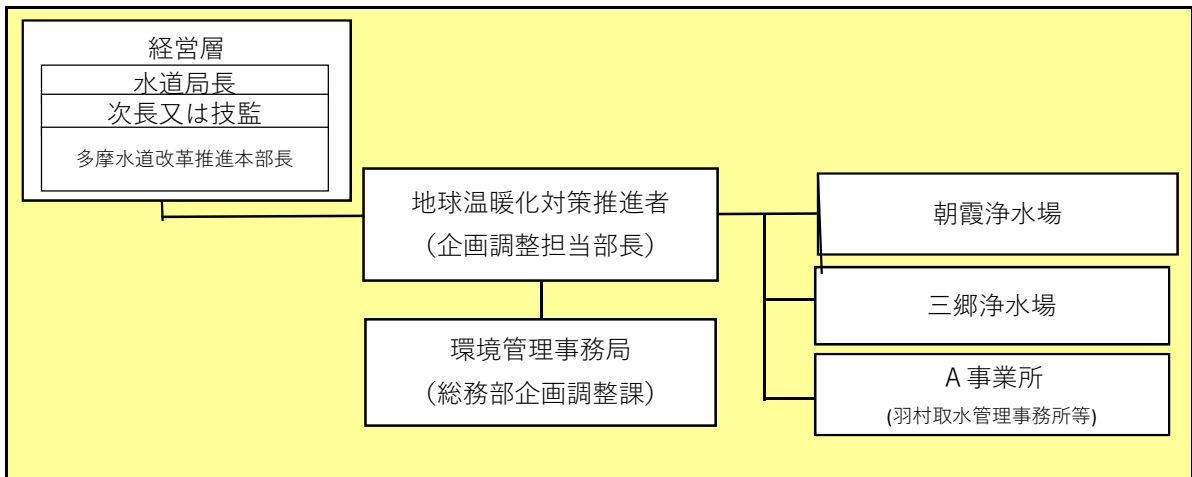 経営層
水道局長
次長又は技監
多摩水道改革推進本部長
地球温暖化対策推進者
（企画調整担当部長）
環境管理事務局
（総務部企画調整課）
朝霞浄水場
三郷浄水場
A 事業所
(羽村取水管理事務所等)